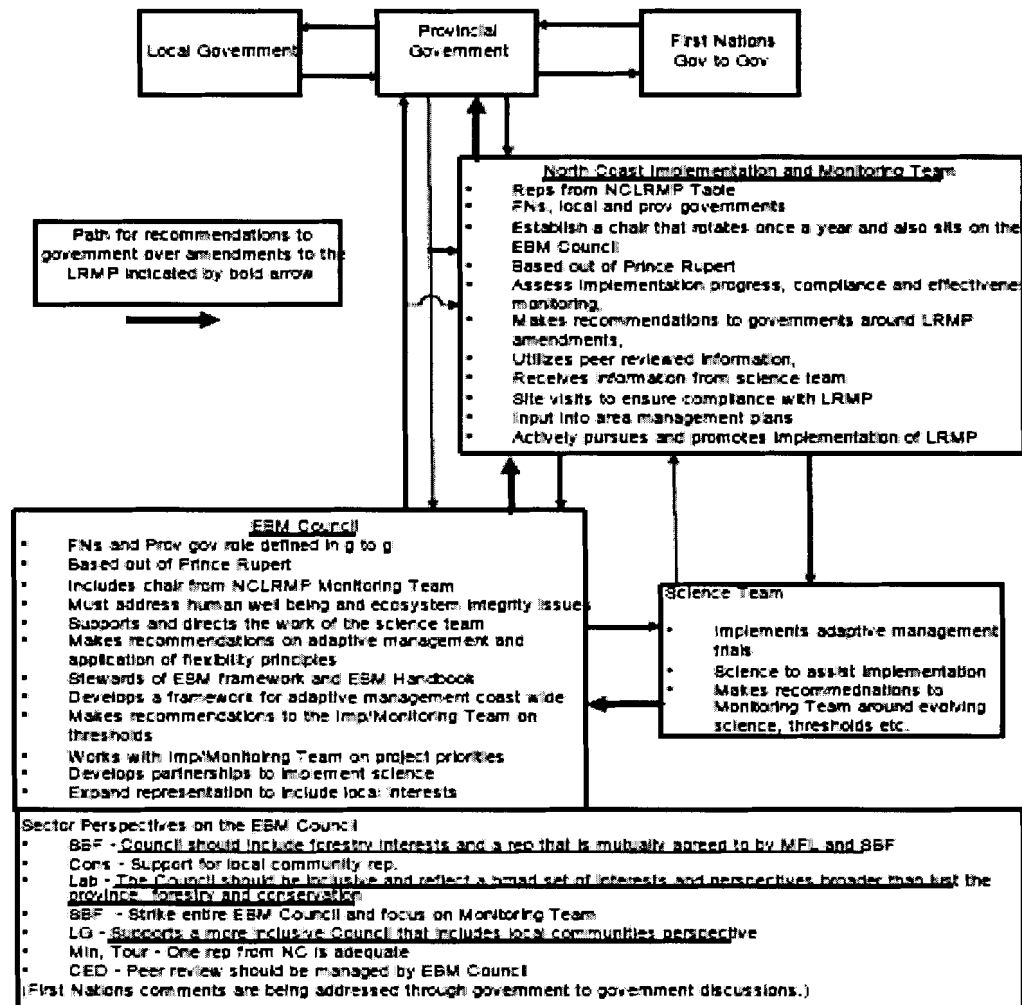 Local Government
Provincial
Government
First Nations
Gov to Gov
Path for recommendations to
government over amendments to the
LRMP indicated by bold arrow
North Coast Implementation and Monitoring Team
• Reps from NCLRMP Table
• FNs, local and prov governments
• Establish a chair that rotates once a year and also sits on the
EBM Council
• Based out of Prince Rupert
• Assess implementation progress, compliance and effectivene
monitoring,
• Makes recommendations to governments around LRMP
amendments,
• Utilizes peer reviewed information,
• Receives information from science team
• Site visits to ensure compliance with LRMP
• Input into area management plans
• Actively pursues and promotes implementation of LRMP
EBM Council
• FNs and Prov gov role defined in g to g
• Based out of Prince Rupert
• Includes chair from NCLRMP Monitoring Team
• Must address human well being and ecosystem integrity issues
• Supports and directs the work of the science team
• Makes recommendations on adaptive management and
application of flexibility principles
• Stewards of EBM framework and EBM Handbook
• Develops a framework for adaptive management coast wide
• Makes recommendations to the Imp/Monitoring Team on
thresholds
• Works with Imp/Monitoirng Team on project priorities
• Develops partnerships to implement science
• Expand representation to include local interests
Science Team
• Implements adaptive management
trials
• Science to assist implementation
• Makes recommednations to
Monitoring Team around evolving
science, thresholds etc.
Sector Perspectives on the EBM Council
• SBF - Council should include forestry interests and a rep that is mutually agreed to by MFL and SBF
• Cons - Support for local community rep.
• Lab - The Council should be inclusive and reflect a broad set of interests and perspectives broader than just the
province, forestry and conservation
• SBF - Strike entire EBM Council and focus on Monitoring Team
• LG - Supports a more inclusive Council that includes local communities perspective
• Min, Tour - One rep from NC is adequate
• CED - Peer review should be managed by EBM Council
(First Nations comments are being addressed through government to government discussions.)